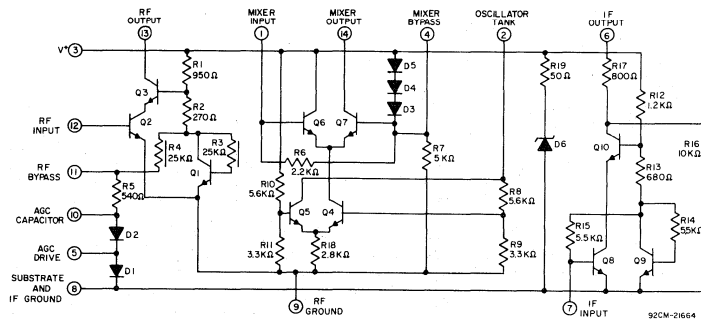 RF
OUTPUT
13
MIXER
INPUT
1
MIXER
OUTPUT
14
MIXER
BYPASS
4
OSCILLATOR
TANK
2
IF
OUTPUT
6
V+ 3
R1
950Ω
D5
D4
D3
R19
50Ω
R17
800Ω
R12
1.2KΩ
Q3
R2
270Ω
Q2
RF
INPUT
12
Q6
Q7
D6
Q10
R16
10KΩ
R4
25KΩ
R3
25KΩ
Q1
R6
2.2KΩ
R7
5KΩ
R13
680Ω
RF
BYPASS
11
R5
540Ω
R10
5.6KΩ
R8
5.6KΩ
AGC
CAPACITOR
10
Q5
Q4
R15
5.5KΩ
R14
5.5KΩ
D2
AGC
DRIVE
5
R11
3.3KΩ
R18
2.8KΩ
R9
3.3KΩ
Q8
Q9
D1
SUBSTRATE
AND
IF GROUND
8
9
RF
GROUND
7
IF
INPUT
92CM-21664